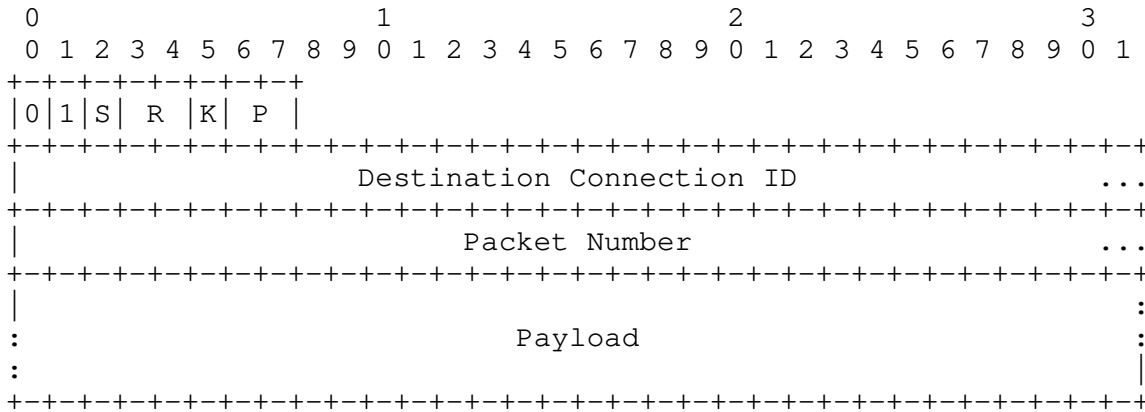 0                   1                   2                   3
 0 1 2 3 4 5 6 7 8 9 0 1 2 3 4 5 6 7 8 9 0 1 2 3 4 5 6 7 8 9 0 1
+-+-+-+-+-+-+-+-+
|0|1|S| R |K| P |
+-+-+-+-+-+-+-+-+-+-+-+-+-+-+-+-+-+-+-+-+-+-+-+-+-+-+-+-+-+-+-+-+
|                   Destination Connection ID                 ...
+-+-+-+-+-+-+-+-+-+-+-+-+-+-+-+-+-+-+-+-+-+-+-+-+-+-+-+-+-+-+-+-+
|                         Packet Number                       ...
+-+-+-+-+-+-+-+-+-+-+-+-+-+-+-+-+-+-+-+-+-+-+-+-+-+-+-+-+-+-+-+-+
|                                                               :
:                            Payload                            :
:                                                               |
+-+-+-+-+-+-+-+-+-+-+-+-+-+-+-+-+-+-+-+-+-+-+-+-+-+-+-+-+-+-+-+-+